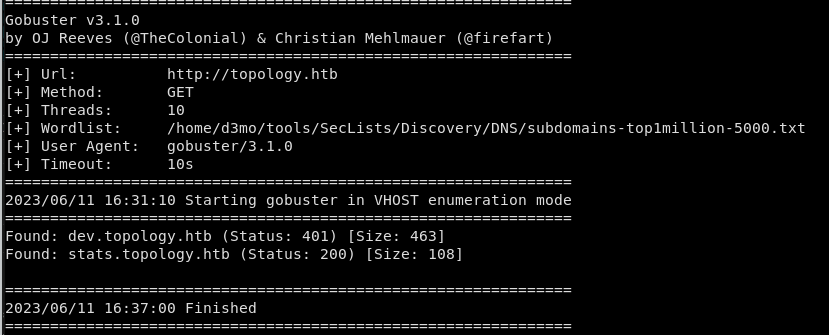 ===============================================================
Gobuster v3.1.0
by OJ Reeves (@TheColonial) & Christian Mehlmauer (@firefart)
===============================================================
[+] Url:          http://topology.htb
[+] Method:       GET
[+] Threads:      10
[+] Wordlist:     /home/d3mo/tools/SecLists/Discovery/DNS/subdomains-top1million-5000.txt
[+] User Agent:   gobuster/3.1.0
[+] Timeout:      10s
===============================================================
2023/06/11 16:31:10 Starting gobuster in VHOST enumeration mode
===============================================================
Found: dev.topology.htb (Status: 401) [Size: 463]
Found: stats.topology.htb (Status: 200) [Size: 108]

===============================================================
2023/06/11 16:37:00 Finished
===============================================================